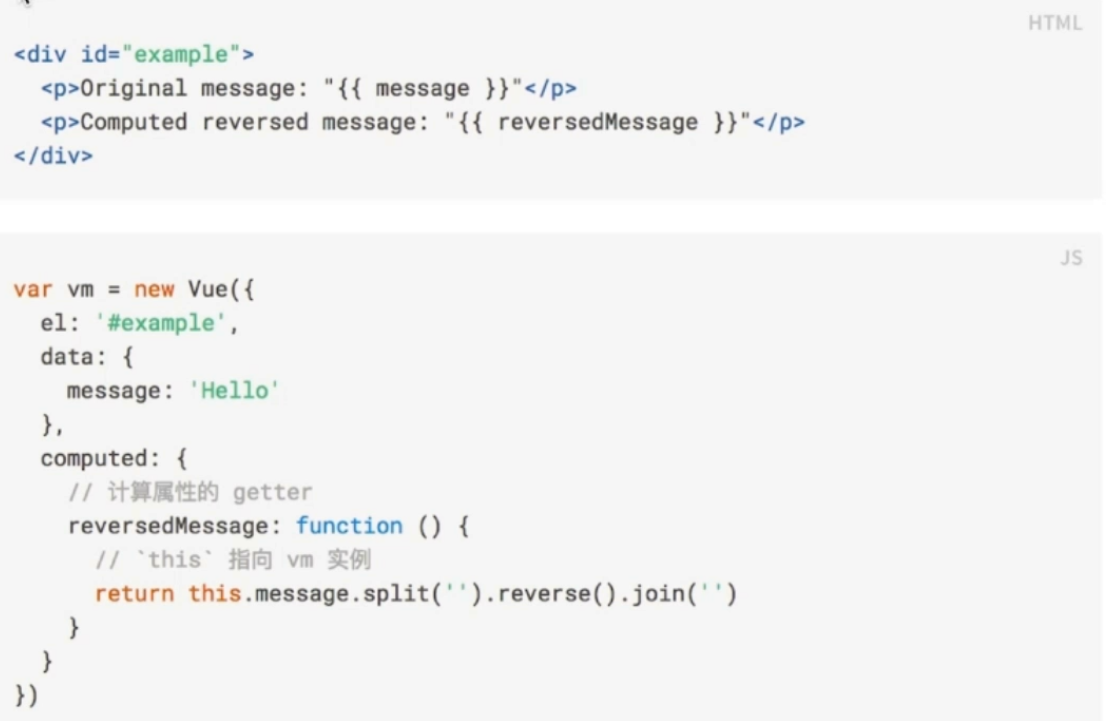 HTML
<div id="example">
  <p>Original message: "{{ message }}"</p>
  <p>Computed reversed message: "{{ reversedMessage }}"</p>
</div>
JS
var vm = new Vue({
  el: '#example',
  data: {
    message: 'Hello'
  },
  computed: {
    // 计算属性的 getter
    reversedMessage: function () {
      // `this` 指向 vm 实例
      return this.message.split('').reverse().join('')
    }
  }
})